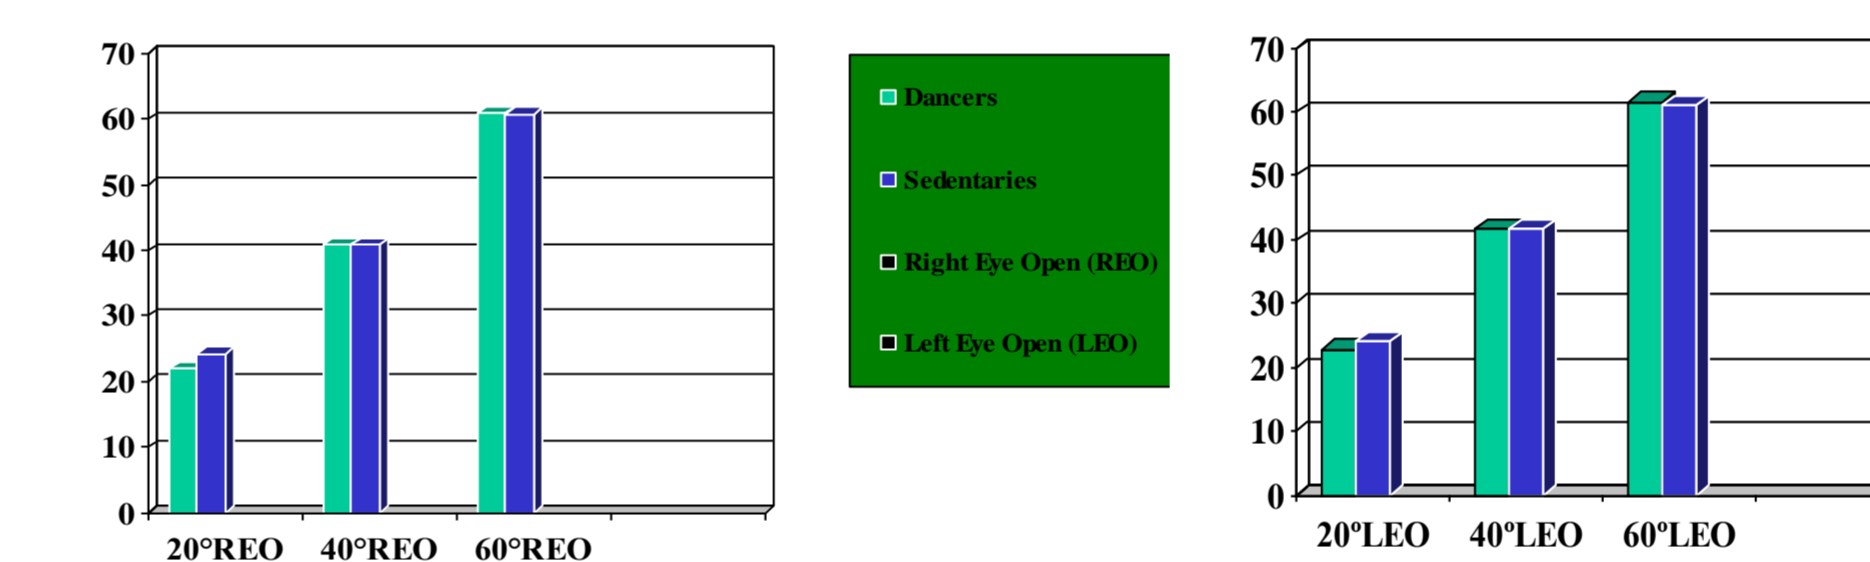 70
60
50
40
30
20
10
0
20°REO 40°REO 60°REO
Dancers
Sedentaries
Right Eye Open (REO)
Left Eye Open (LEO)
70
60
50
40
30
20
10
0
20ºLEO 40ºLEO 60ºLEO